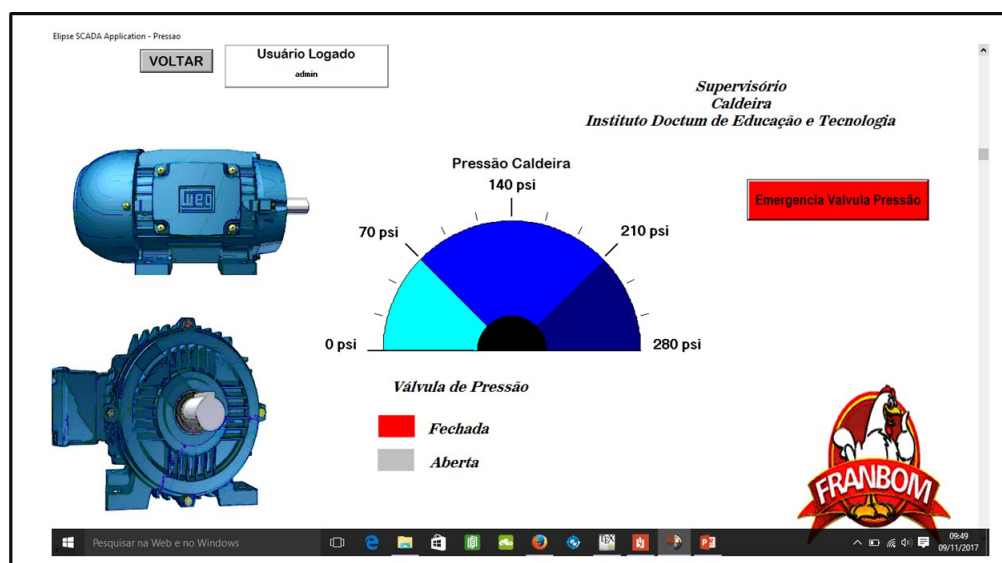 Elipse SCADA Application - Pressao
VOLTAR
Usuário Logado
admin
Supervisório
Caldeira
Instituto Doctum de Educação e Tecnologia
WEG
Pressão Caldeira
140 psi
70 psi
210 psi
0 psi
280 psi
Emergencia Valvula Pressão
Válvula de Pressão
Fechada
Aberta
FRANBOM
Pesquisar na Web e no Windows
09:49
09/11/2017